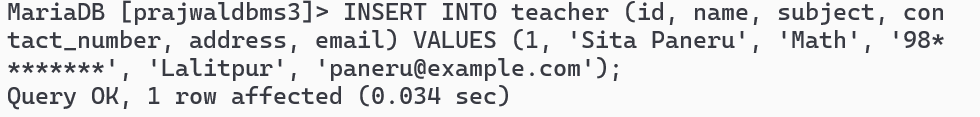 MariaDB [prajwaldbms3]> INSERT INTO teacher (id, name, subject, con
tact_number, address, email) VALUES (1, 'Sita Paneru', 'Math', '98*
*******', 'Lalitpur', 'paneru@example.com');
Query OK, 1 row affected (0.034 sec)